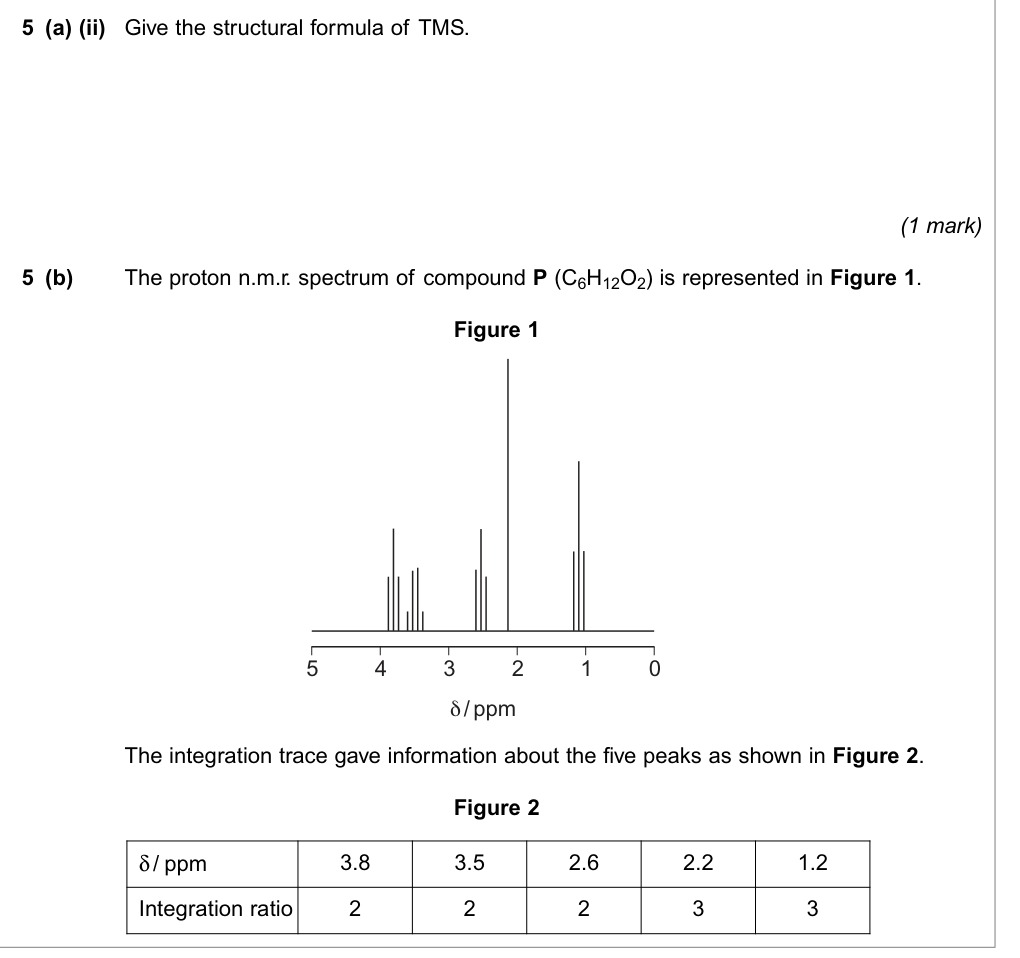 5 (a) (ii) Give the structural formula of TMS.
(1 mark)
5 (b) The proton n.m.r. spectrum of compound P (C₆H₁₂O₂) is represented in Figure 1.
Figure 1
5 4 3 2 1 0
δ/ppm
The integration trace gave information about the five peaks as shown in Figure 2.
Figure 2
δ/ppm 3.8 3.5 2.6 2.2 1.2
Integration ratio 2 2 2 3 3